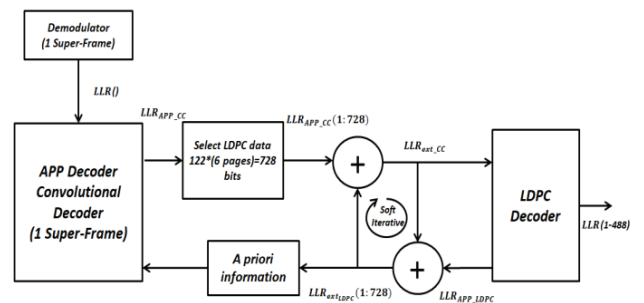 Demodulator
(1 Super-Frame)
LLR()
LLR_APP_CC
LLR_APP_CC(1:728)
Select LDPC data
122*(6 pages)=728
bits
+
LLR_ext_CC
APP Decoder
Convolutional
Decoder
(1 Super-Frame)
Soft
Iterative
LDPC
Decoder
LLR(1-488)
A priori
information
+
LLR_ext_LDPC(1:728)
LLR_APP_LDPC